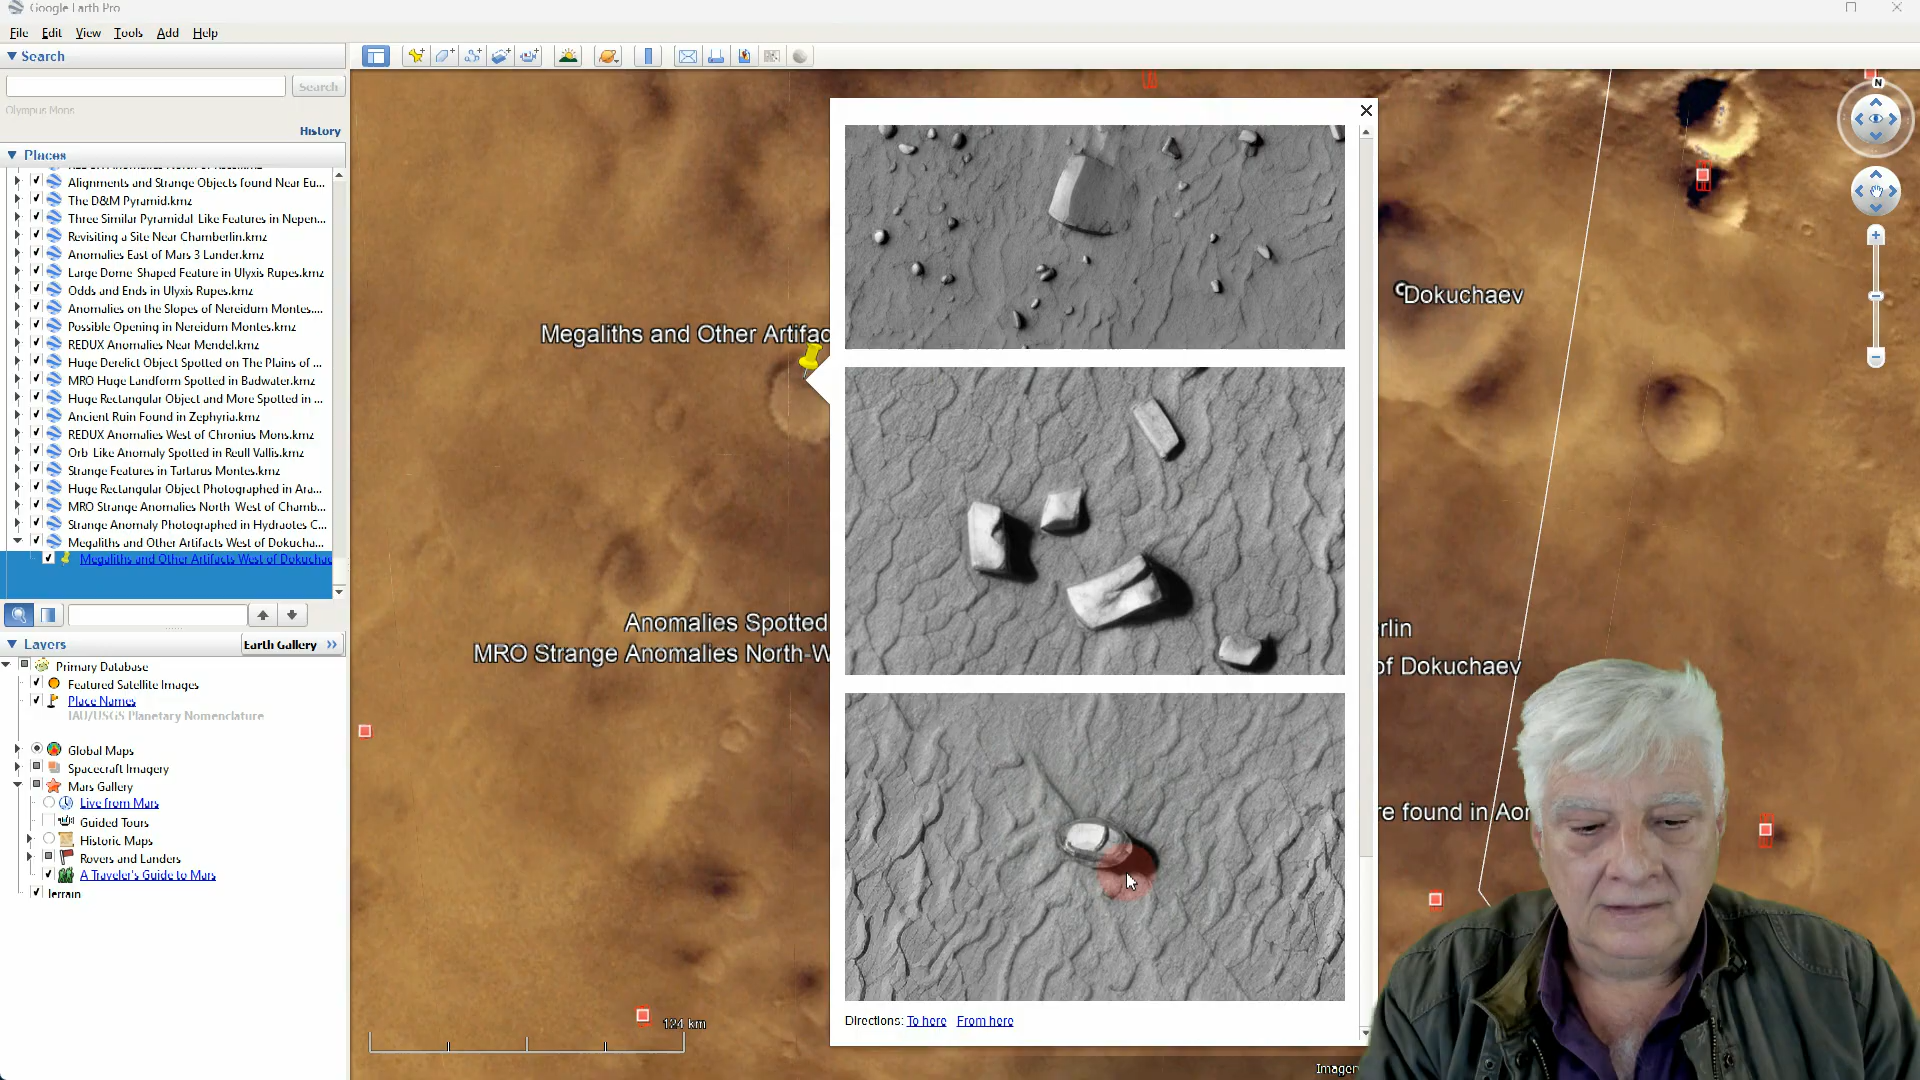 Google Earth Pro
File Edit View Tools Add Help
Search
Search
Olympus Mons
History
Places
Alignments and Strange Objects found Near Eu...
The D&M Pyramid.kmz
Three Similar Pyramidal-Like Features in Nepen...
Revisiting a Site Near Chamberlin.kmz
Anomalies East of Mars 3 Lander.kmz
Large Dome-Shaped Feature in Ulyxis Rupes.kmz
Odds and Ends in Ulyxis Rupes.kmz
Anomalies on the Slopes of Nereidum Montes....
Possible Opening in Nereidum Montes.kmz
REDUX Anomalies Near Mendel.kmz
Huge Derelict Object Spotted on The Plains of ...
MRO Huge Landform Spotted in Badwater.kmz
Huge Rectangular Object and More Spotted in ...
Ancient Ruin Found in Zephyria.kmz
REDUX Anomalies West of Chronius Mons.kmz
Orb-Like Anomaly Spotted in Reull Vallis.kmz
Strange Features in Tartarus Montes.kmz
Huge Rectangular Object Photographed in Ara...
MRO Strange Anomalies North-West of Chamb...
Strange Anomaly Photographed in Hydraotes C...
Megaliths and Other Artifacts West of Dokucha...
Megaliths and Other Artifacts West of Dokuchae
Layers
Earth Gallery »
Primary Database
Featured Satellite Images
Place Names
IAU/USGS Planetary Nomenclature
Global Maps
Spacecraft Imagery
Mars Gallery
Live from Mars
Guided Tours
Historic Maps
Rovers and Landers
A Traveler's Guide to Mars
Terrain
Megaliths and Other Artifac
Anomalies Spotted
MRO Strange Anomalies North-W
124 km
Directions: To here From here
N
Dokuchaev
erlin
of Dokuchaev
re found in Aor
Imager